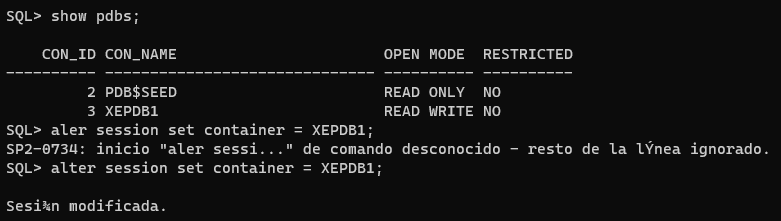 SQL> show pdbs;
    CON_ID CON_NAME                       OPEN MODE  RESTRICTED
---------- ------------------------------ ---------- ----------
         2 PDB$SEED                       READ ONLY  NO
         3 XEPDB1                         READ WRITE NO
SQL> aler session set container = XEPDB1;
SP2-0734: inicio "aler sessi..." de comando desconocido - resto de la lÝnea ignorado.
SQL> alter session set container = XEPDB1;
Sesi¾n modificada.